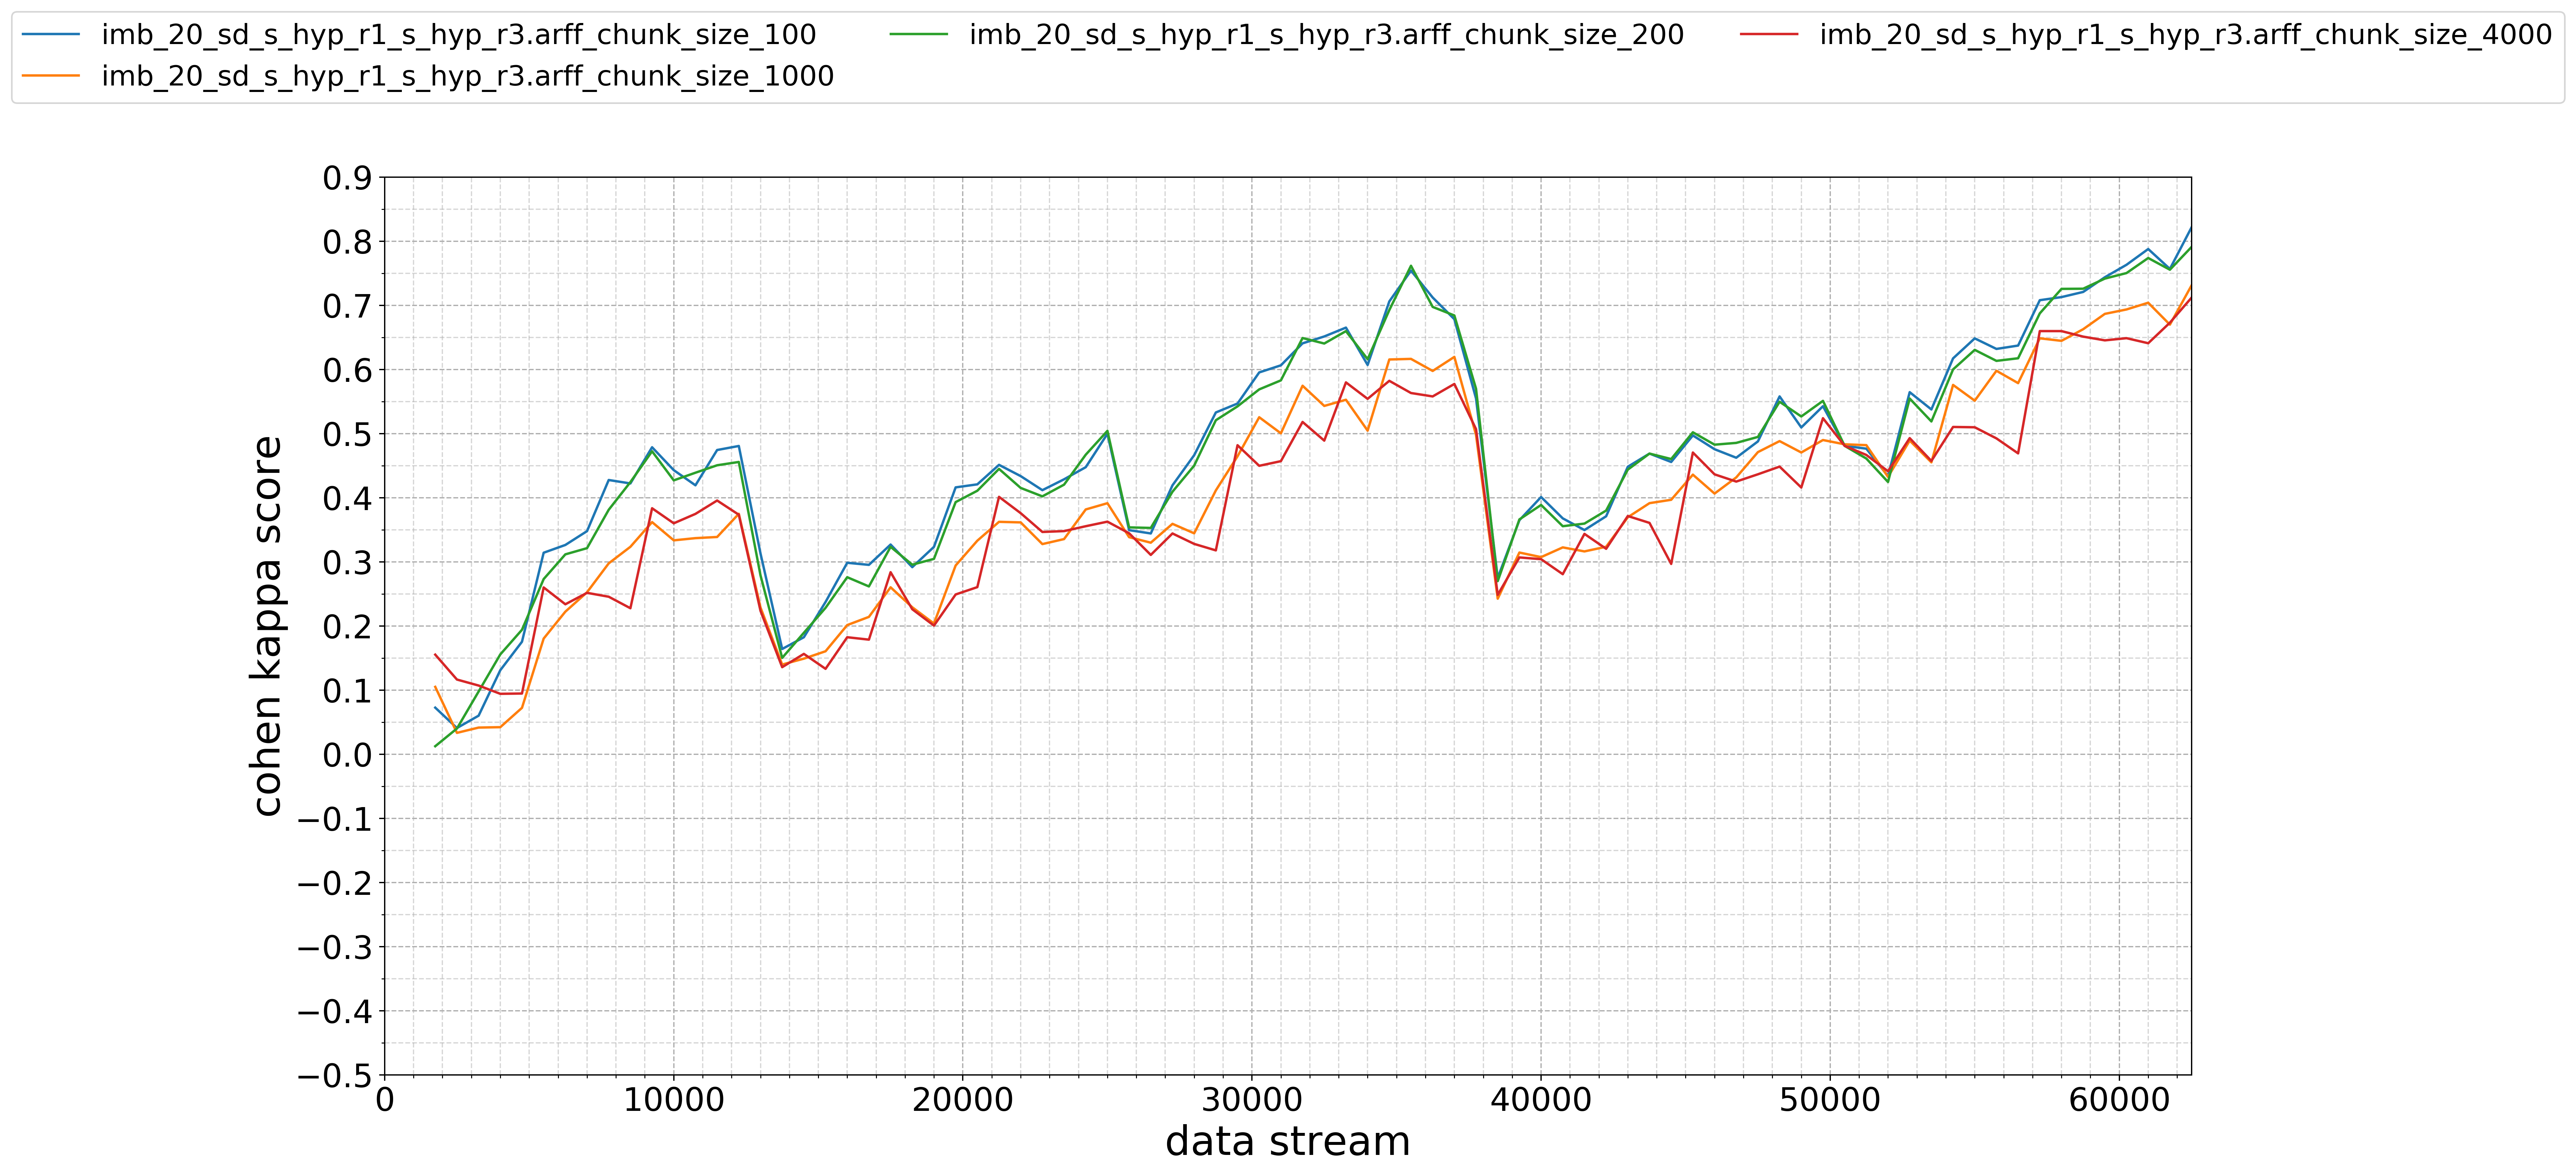 imb_20_sd_s_hyp_r1_s_hyp_r3.arff_chunk_size_100
imb_20_sd_s_hyp_r1_s_hyp_r3.arff_chunk_size_1000
imb_20_sd_s_hyp_r1_s_hyp_r3.arff_chunk_size_200
imb_20_sd_s_hyp_r1_s_hyp_r3.arff_chunk_size_4000
cohen kappa score
0.9
0.8
0.7
0.6
0.5
0.4
0.3
0.2
0.1
0.0
−0.1
−0.2
−0.3
−0.4
−0.5
0 10000 20000 30000 40000 50000 60000
data stream